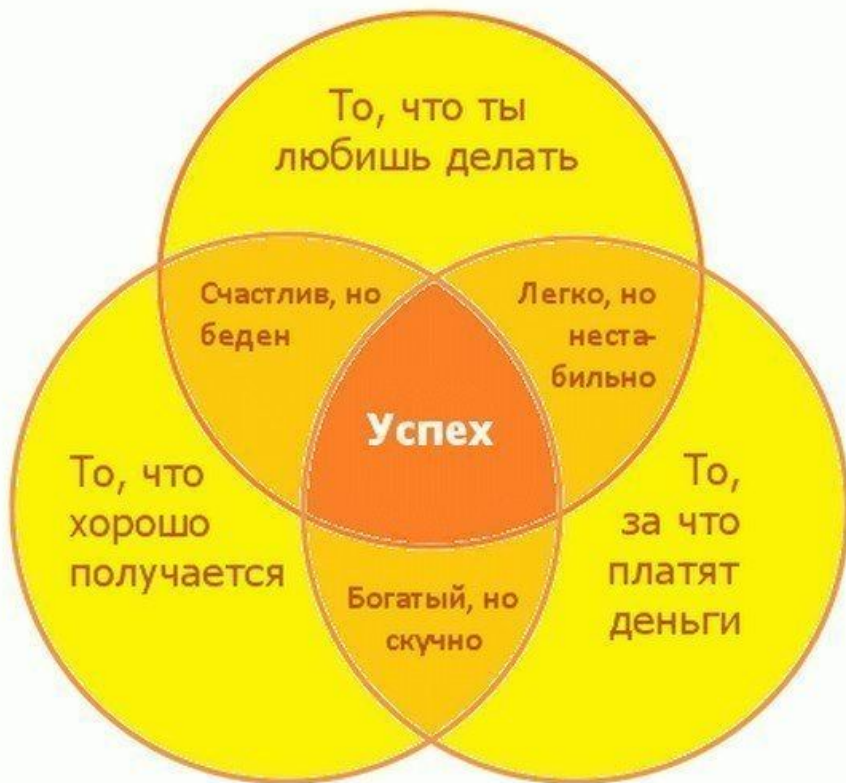 То, что ты
любишь делать
Счастлив, но
беден
Легко, но
неста-
бильно
Успех
То, что
хорошо
получается
То,
за что
платят
деньги
Богатый, но
скучно